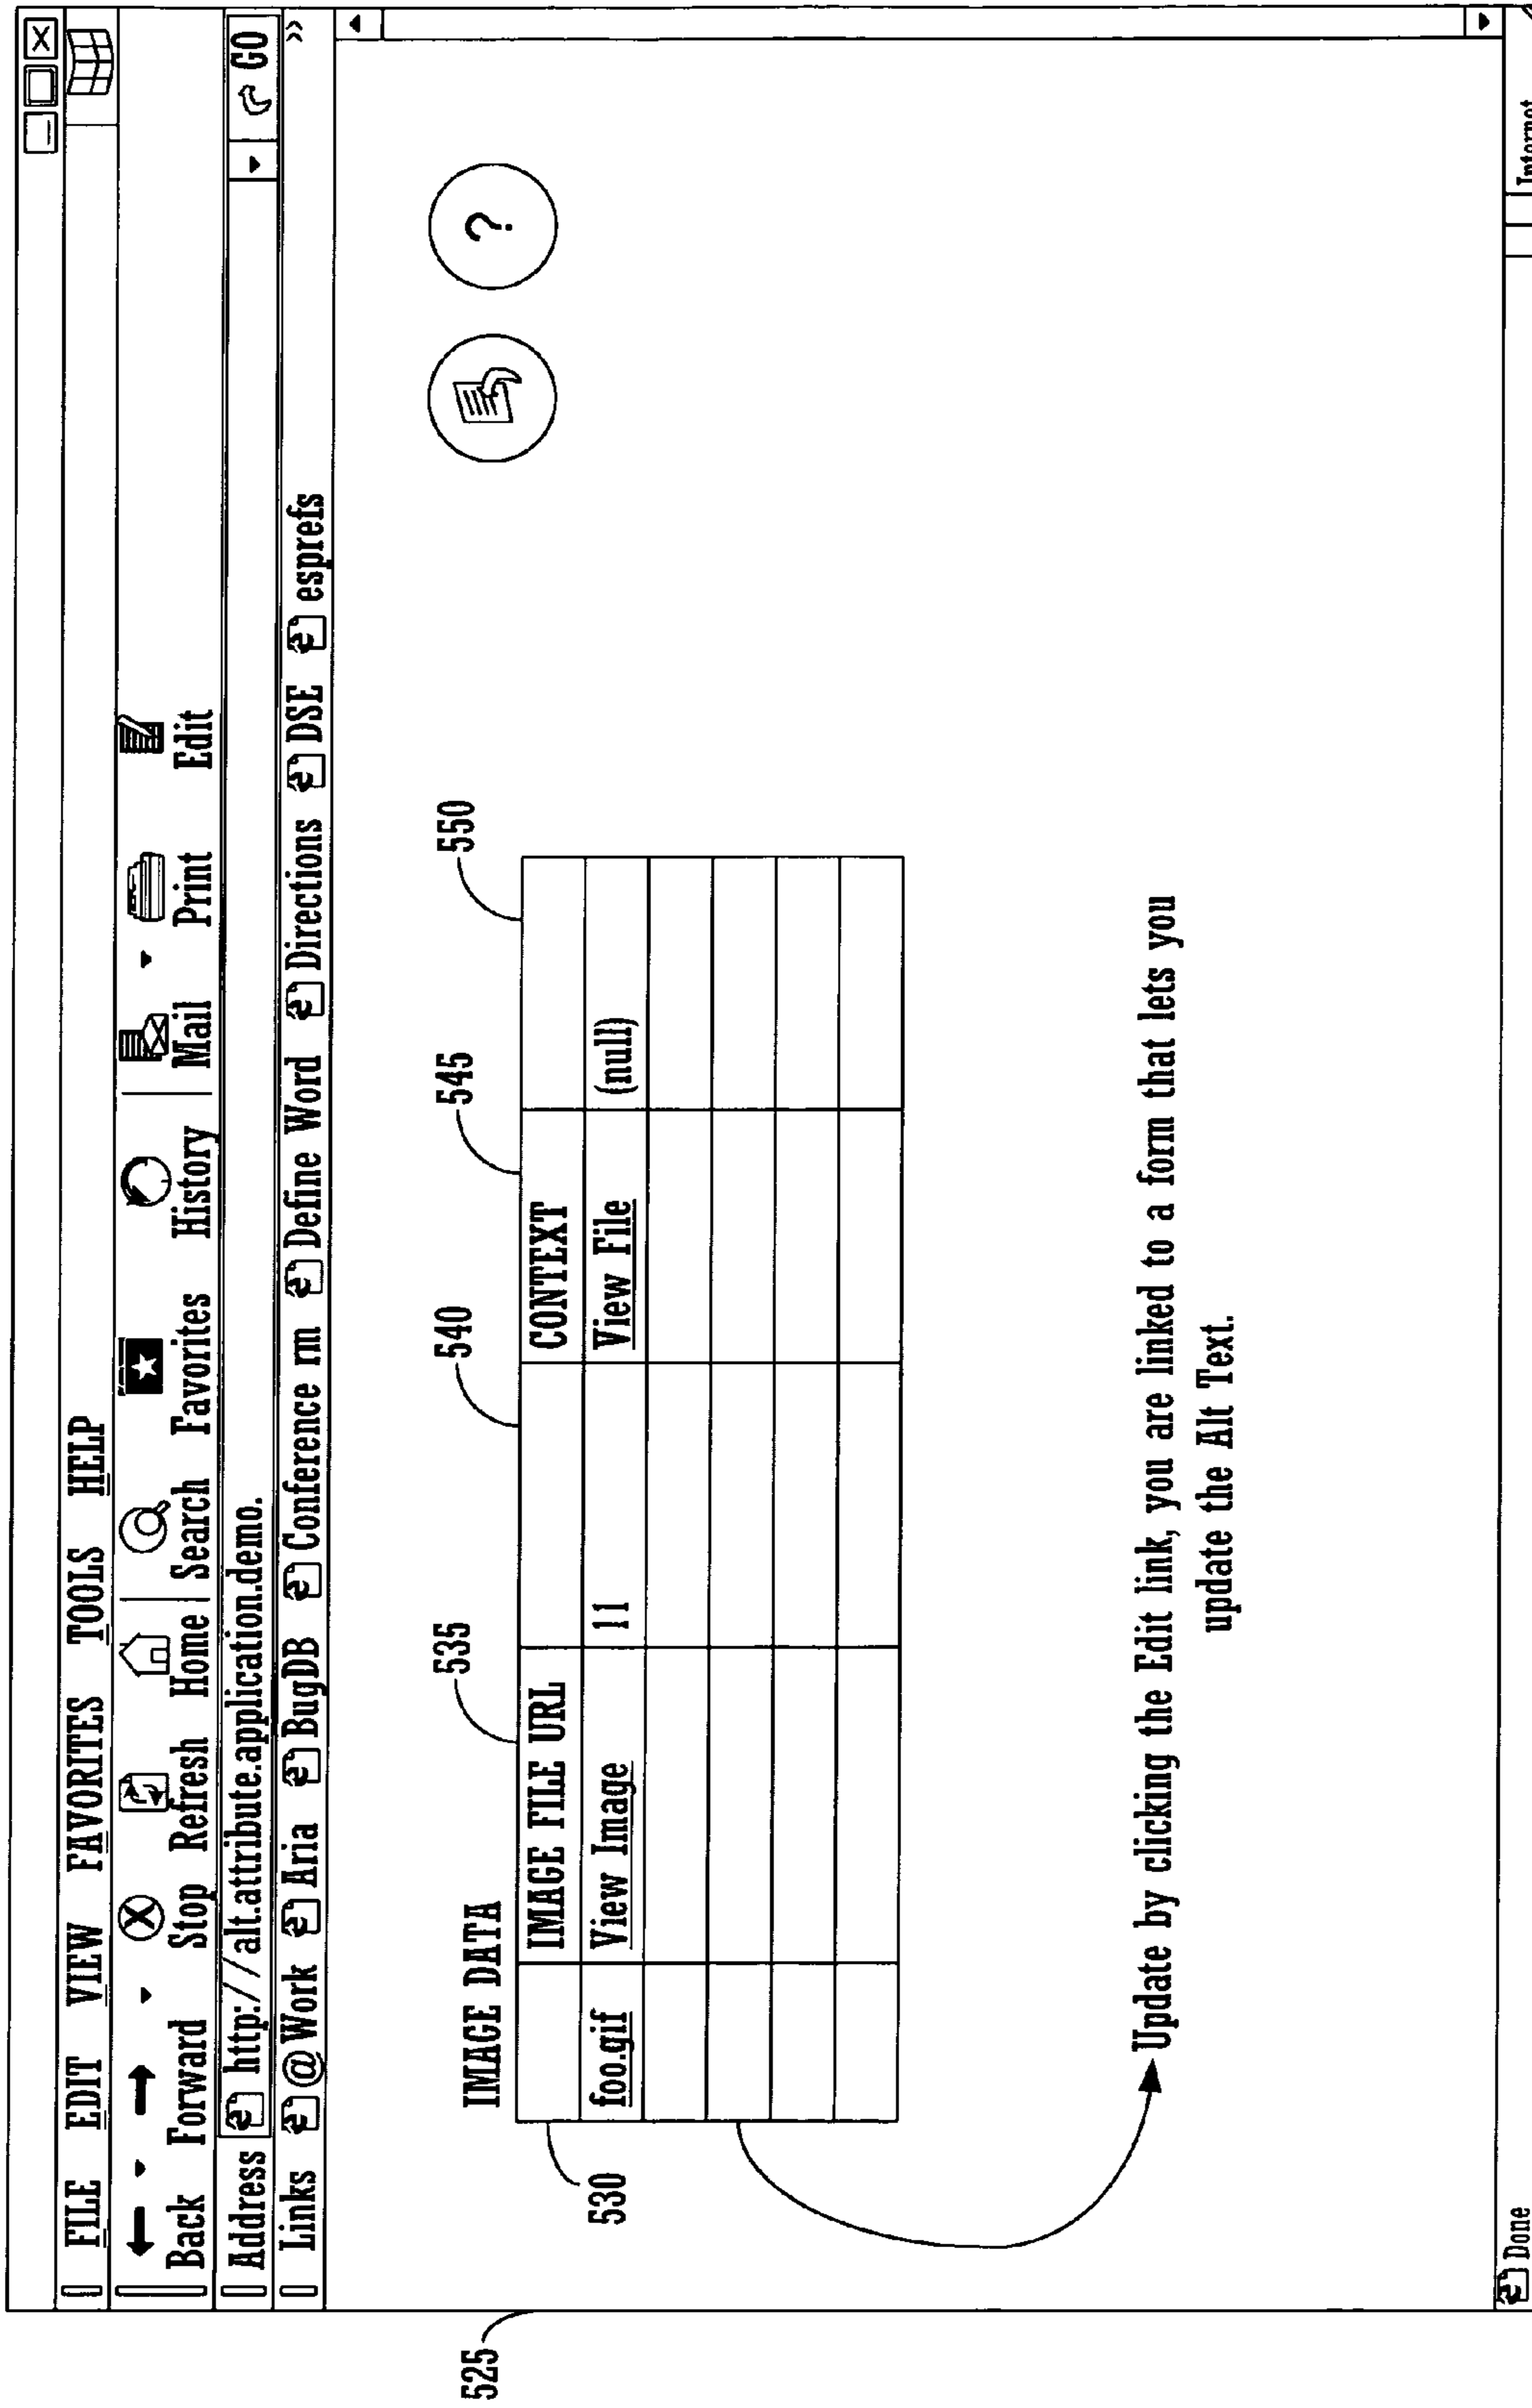 FILE EDIT VIEW FAVORITES TOOLS HELP
Back Forward Stop Refresh Home Search Favorites History Mail Print Edit
Address http://alt.attribute.application.demo. GO
Links @Work Aria BugDB Conference rm Define Word Directions DSE esprefs >>
525
535 540 545 550
IMAGE DATA
?
530
IMAGE FILE URL CONTEXT
foo.gif View Image 11 View File (null)
Update by clicking the Edit link, you are linked to a form that lets you
update the Alt Text.
Done Internet